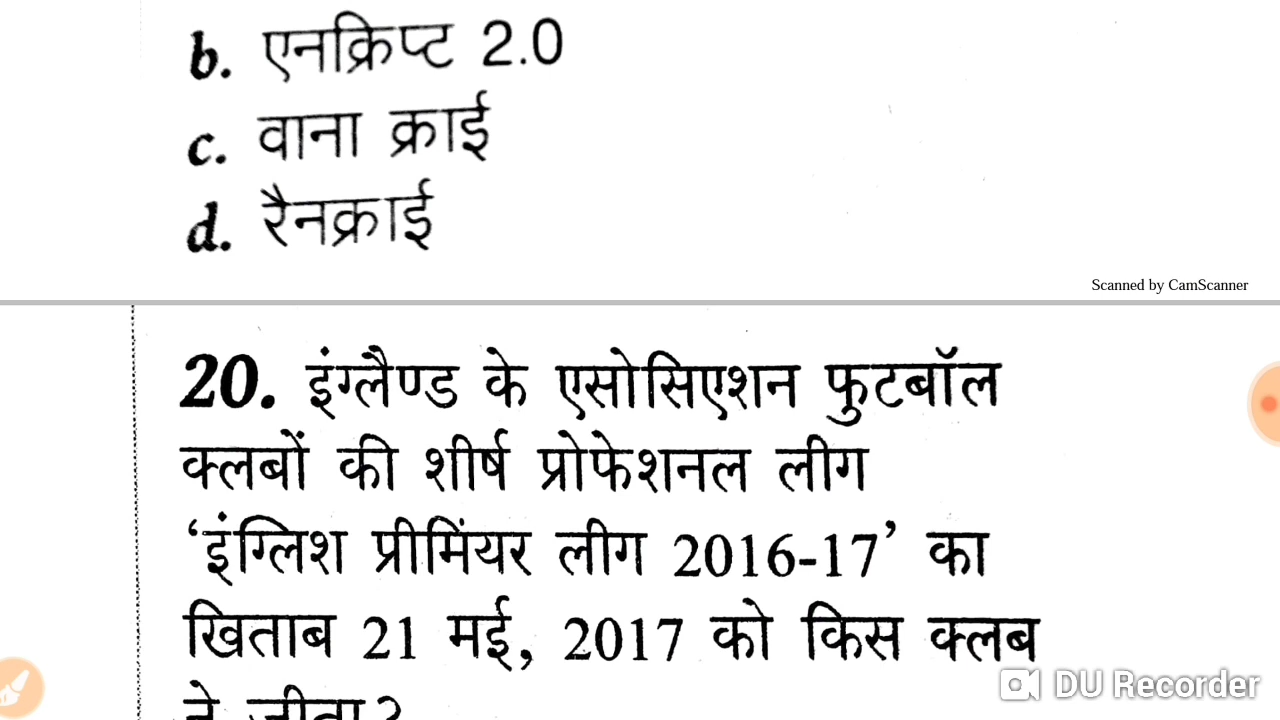 b. एनक्रिप्ट 2.0
c. वाना क्राई
d. रैनक्राई
Scanned by CamScanner
20. इंग्लैण्ड के एसोसिएशन फुटबॉल
क्लबों की शीर्ष प्रोफेशनल लीग
‘इंग्लिश प्रीमिंयर लीग 2016-17’ का
खिताब 21 मई, 2017 को किस क्लब
ने जीता?
DU Recorder